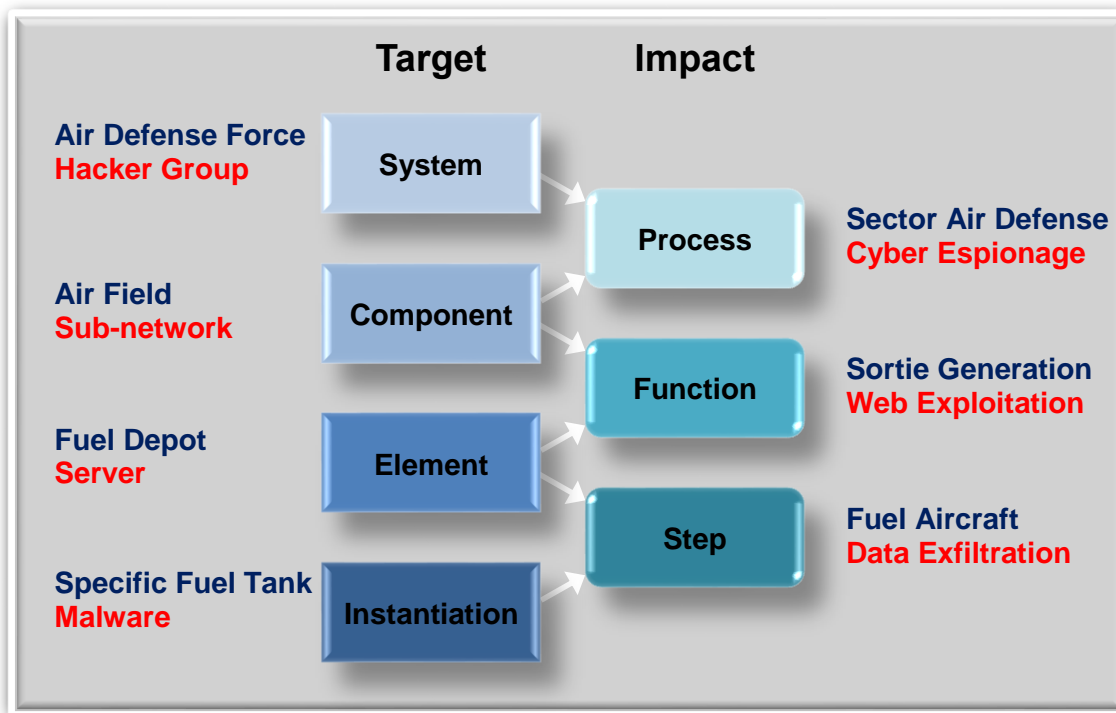 Target
Impact
Air Defense Force
Hacker Group
System
Process
Sector Air Defense
Cyber Espionage
Air Field
Sub-network
Component
Function
Sortie Generation
Web Exploitation
Fuel Depot
Server
Element
Step
Fuel Aircraft
Data Exfiltration
Specific Fuel Tank
Malware
Instantiation